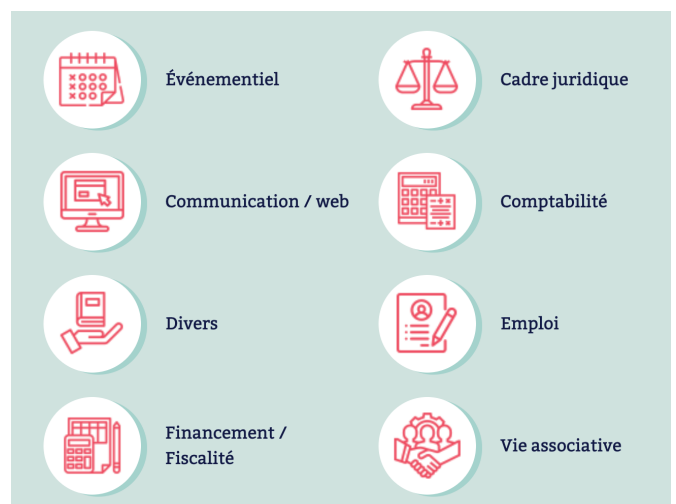 Événementiel
Cadre juridique
Communication / web
Comptabilité
Divers
Emploi
Financement /
Fiscalité
Vie associative